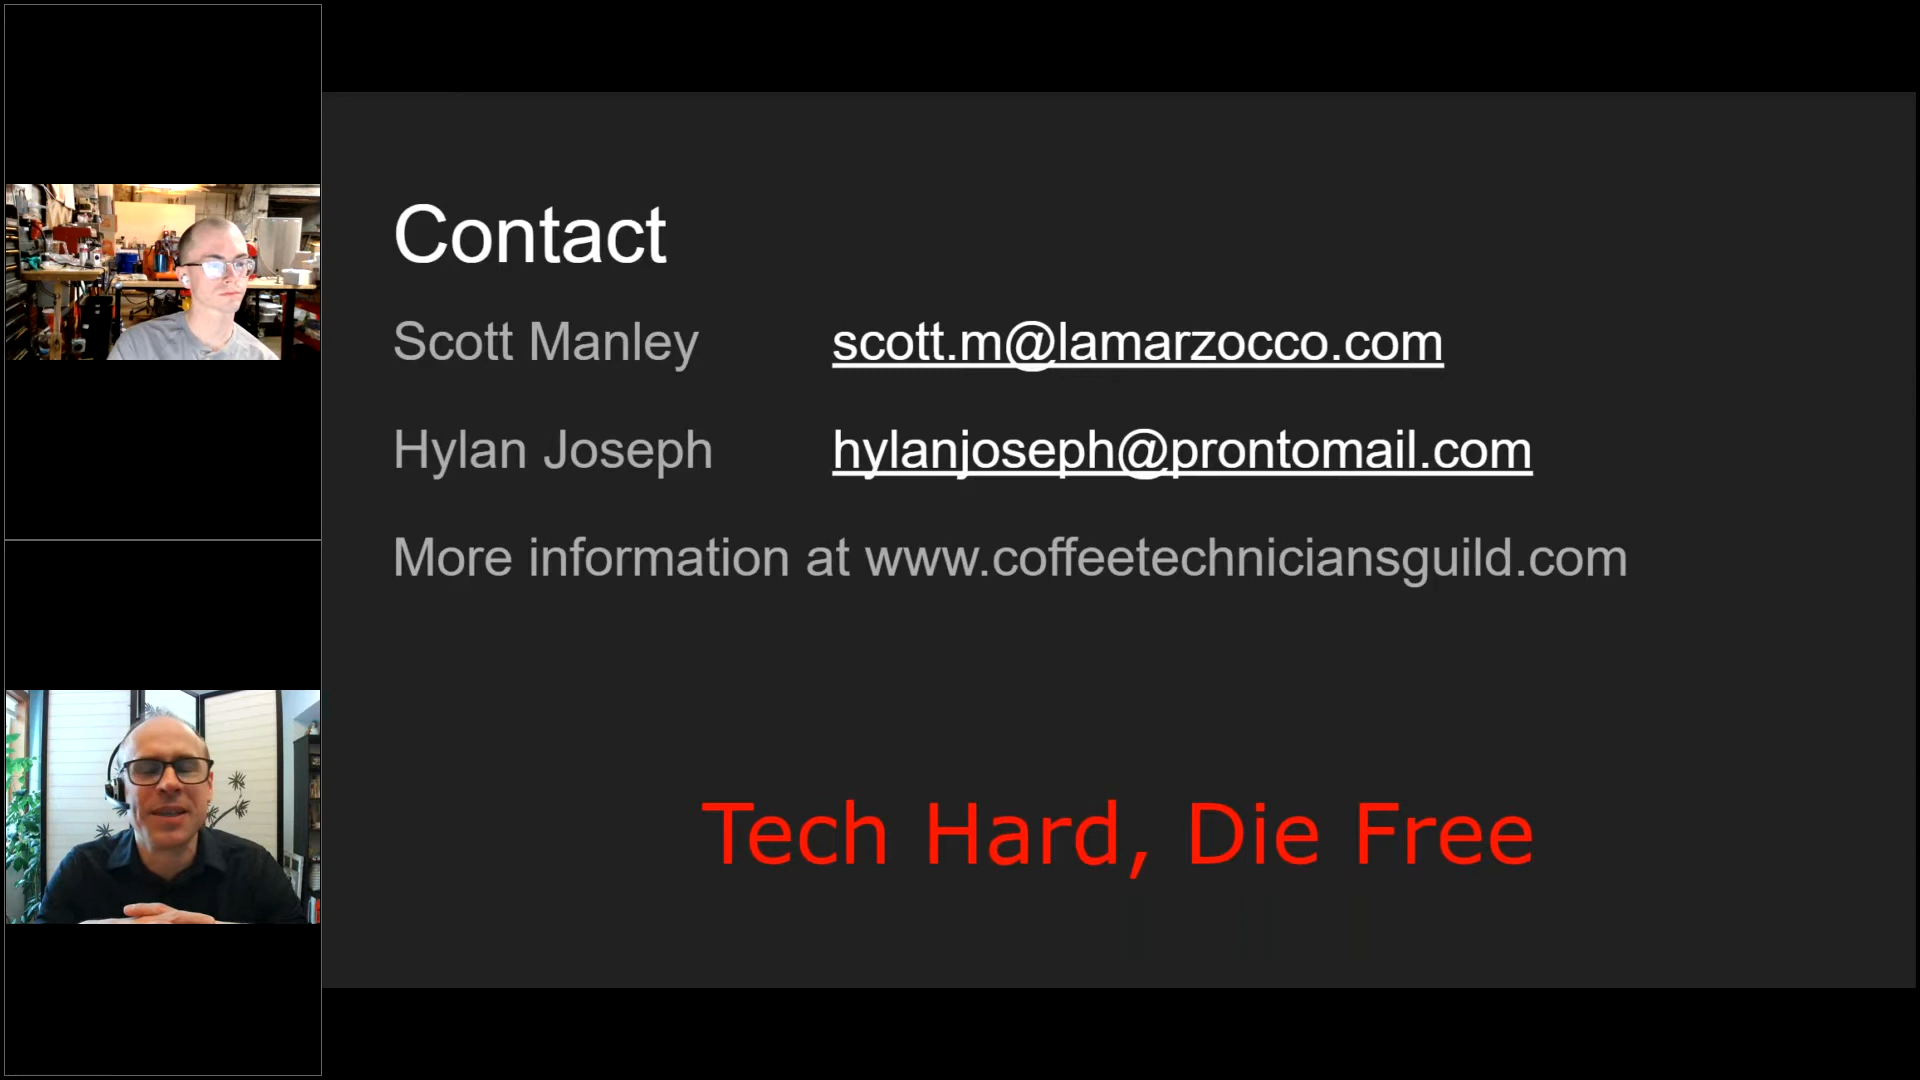 Contact
Scott Manley scott.m@lamarzocco.com
Hylan Joseph hylanjoseph@prontomail.com
More information at www.coffeetechniciansguild.com
Tech Hard, Die Free